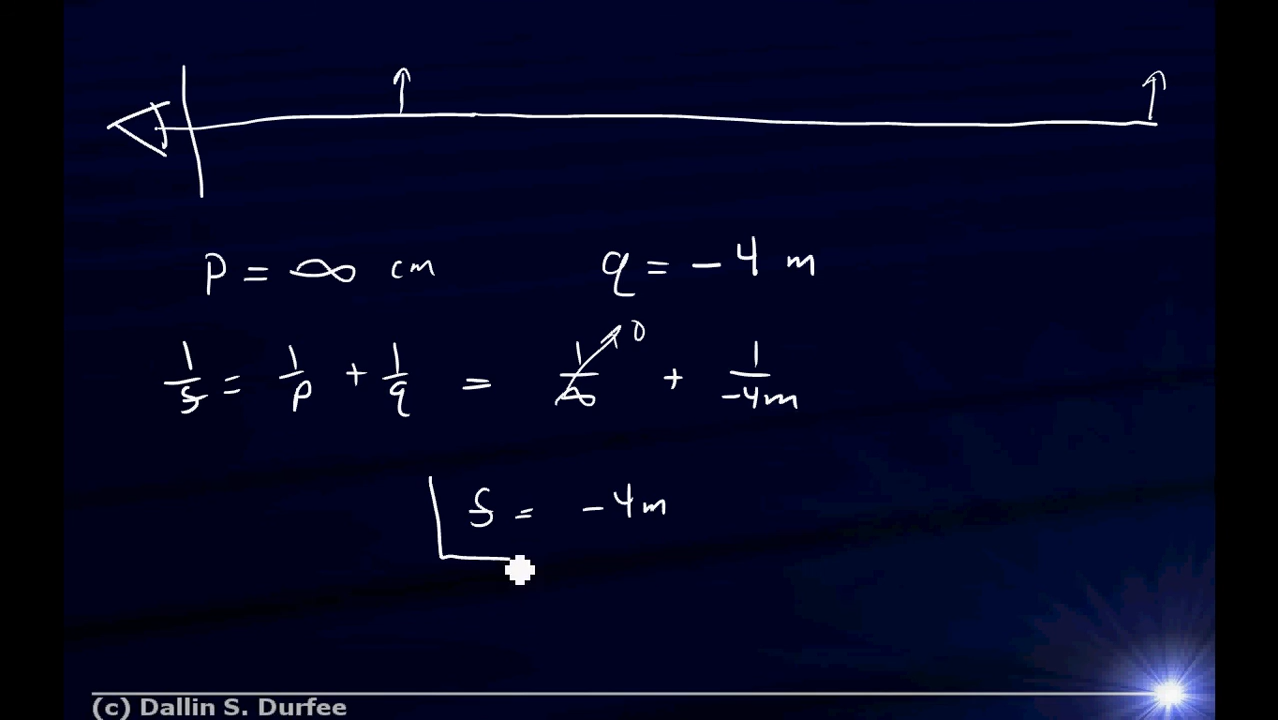 p = ∞ cm q = -4 m
1/f = 1/p + 1/q = 1/∞ 0 + 1/-4m
f = -4m
(c) Dallin S. Durfee